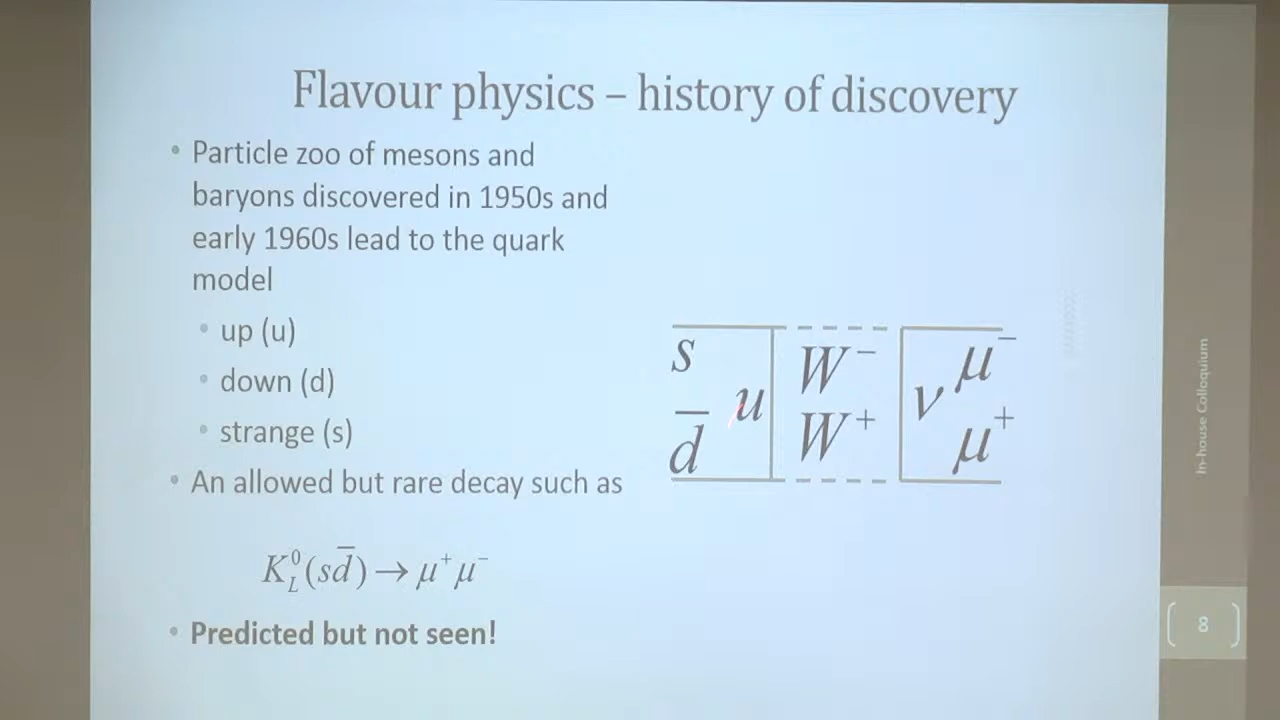 Flavour physics – history of discovery
• Particle zoo of mesons and
baryons discovered in 1950s and
early 1960s lead to the quark
model
• up (u)
• down (d)
• strange (s)
• An allowed but rare decay such as
K⁰_L(sd̅) → μ⁺μ⁻
• Predicted but not seen!
s u W⁻ ν μ⁻
d̅ W⁺ μ⁺
In-house Colloquium
8